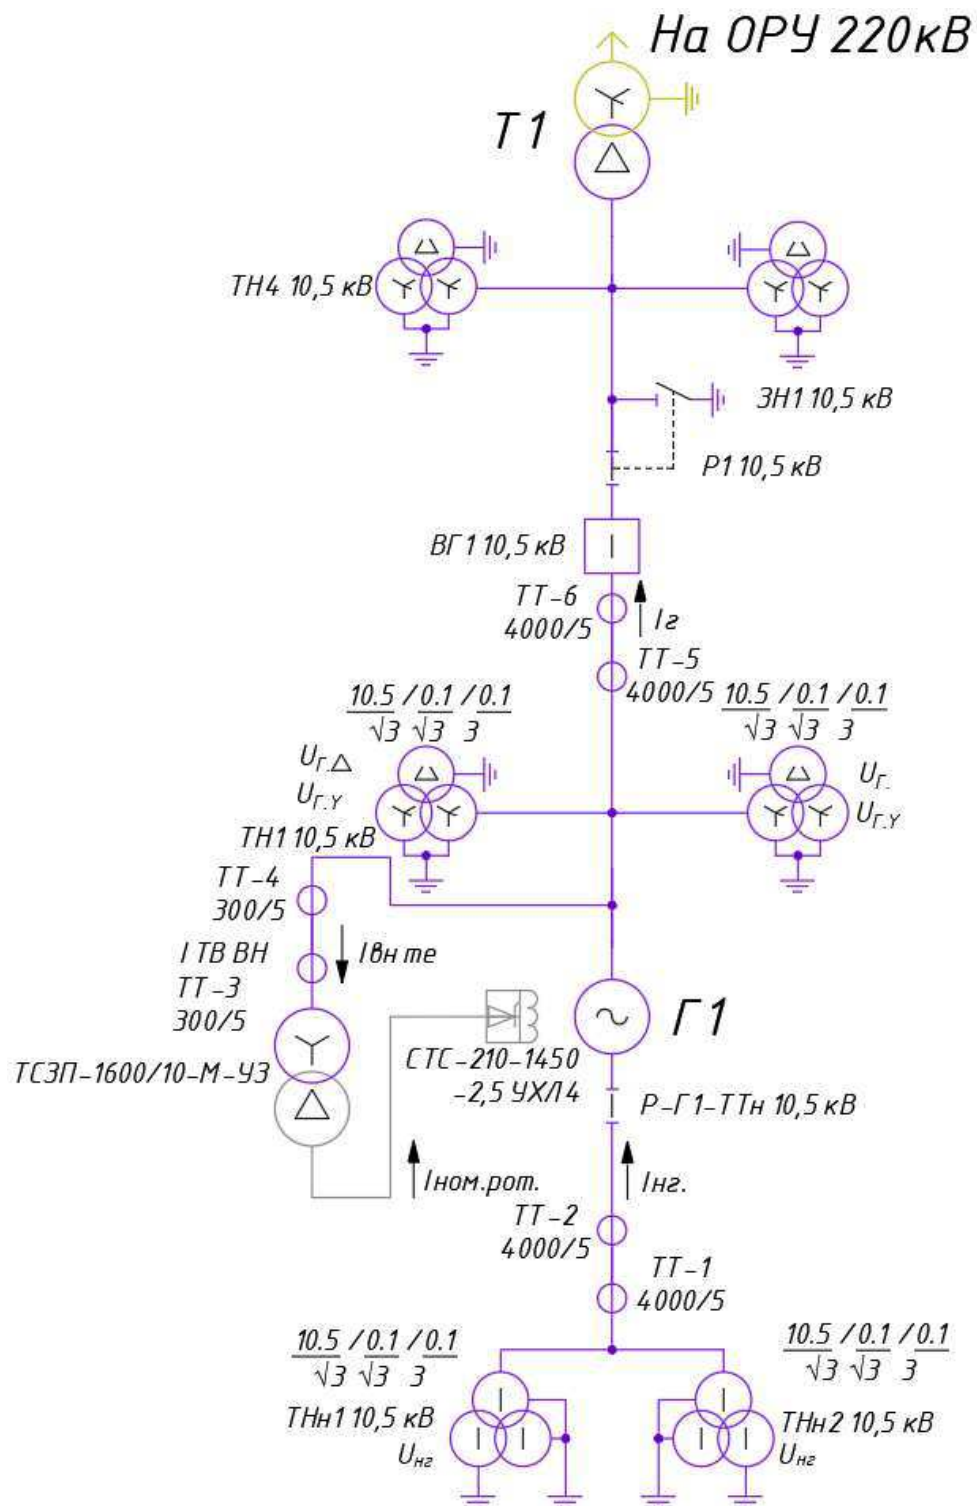 На ОРУ 220кВ
Т1
ТН4 10,5 кВ
ЗН1 10,5 кВ
Р1 10,5 кВ
ВГ1 10,5 кВ
ТТ-6
4000/5
Iг
ТТ-5
4000/5
10.5/√3 / 0.1/√3 / 0.1/3
10.5/√3 / 0.1/√3 / 0.1/3
UГ.△
UГ.Y
UГ.
UГ.Y
ТН1 10,5 кВ
ТТ-4
300/5
I ТВ ВН
ТТ-3
300/5
Iвн те
Г1
ТСЗП-1600/10-М-УЗ
СТС-210-1450
-2,5 УХЛ4
Р-Г1-ТТн 10,5 кВ
Iном.рот.
Iнг.
ТТ-2
4000/5
ТТ-1
4000/5
10.5/√3 / 0.1/√3 / 0.1/3
10.5/√3 / 0.1/√3 / 0.1/3
ТНн1 10,5 кВ
Uнг
ТНн2 10,5 кВ
Uнг